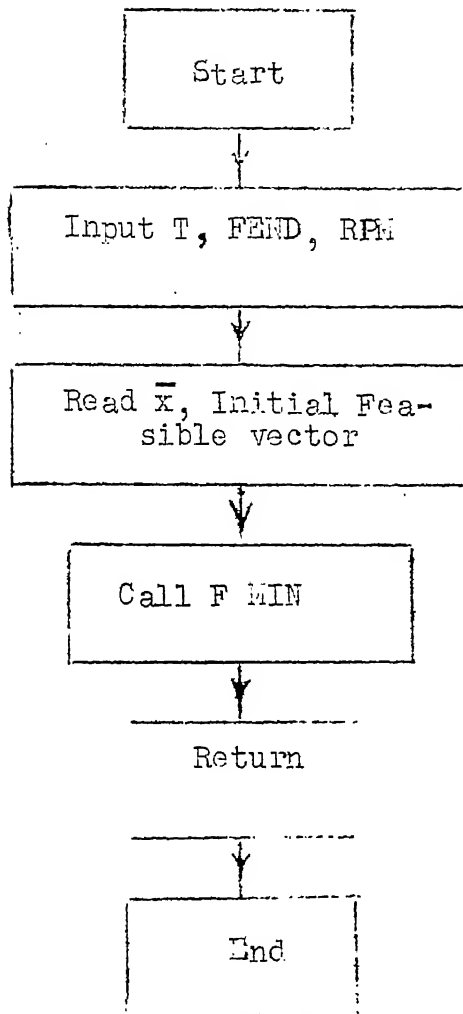 Start
Input T, FEND, RPM
Read x̄, Initial Fea-
sible vector
Call F MIN
Return
End